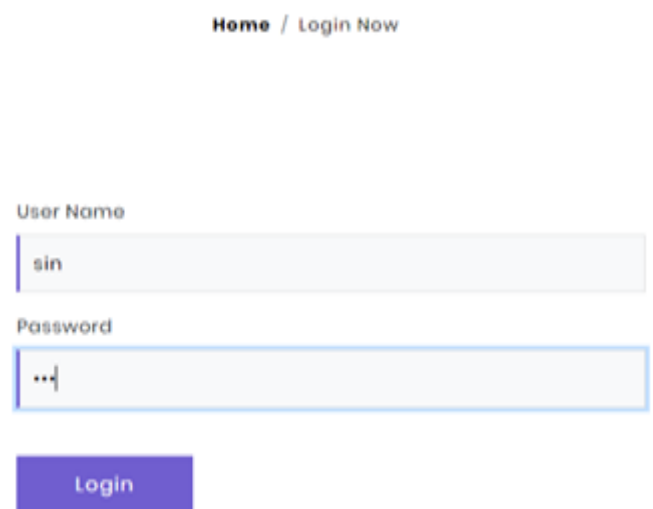 Home / Login Now
User Name
sin
Password
•••
Login